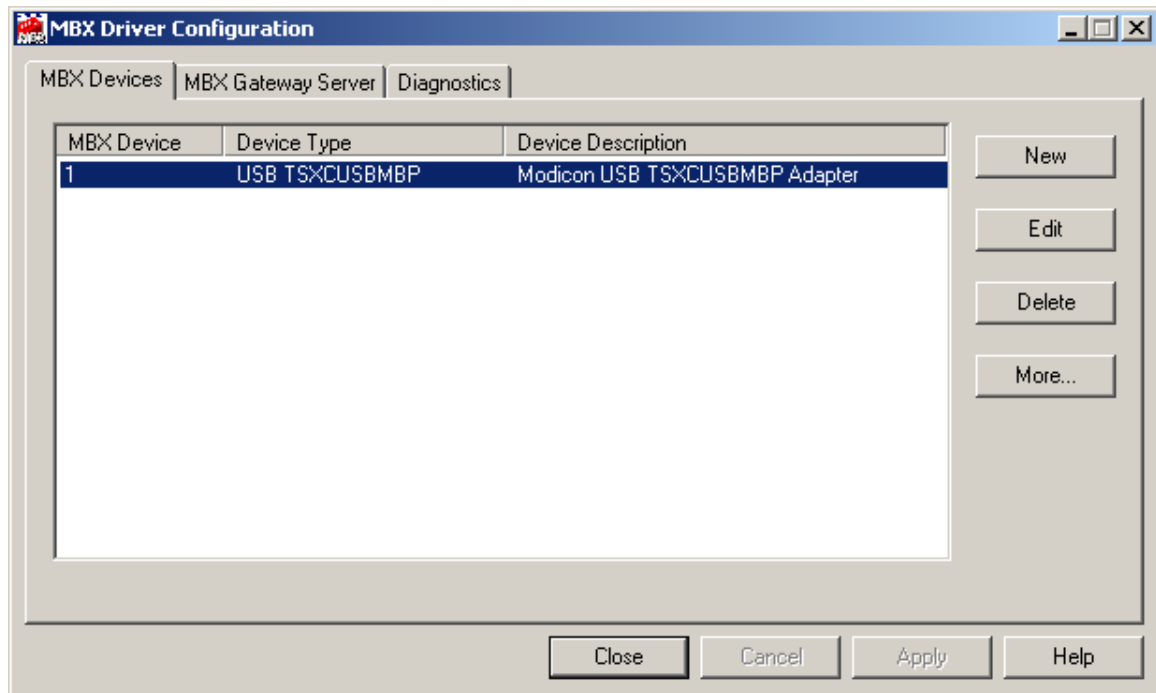 MBX Driver Configuration
MBX Devices MBX Gateway Server Diagnostics
MBX Device Device Type Device Description
1 USB TSXCUSBMBP Modicon USB TSXCUSBMBP Adapter
New
Edit
Delete
More...
Close Cancel Apply Help